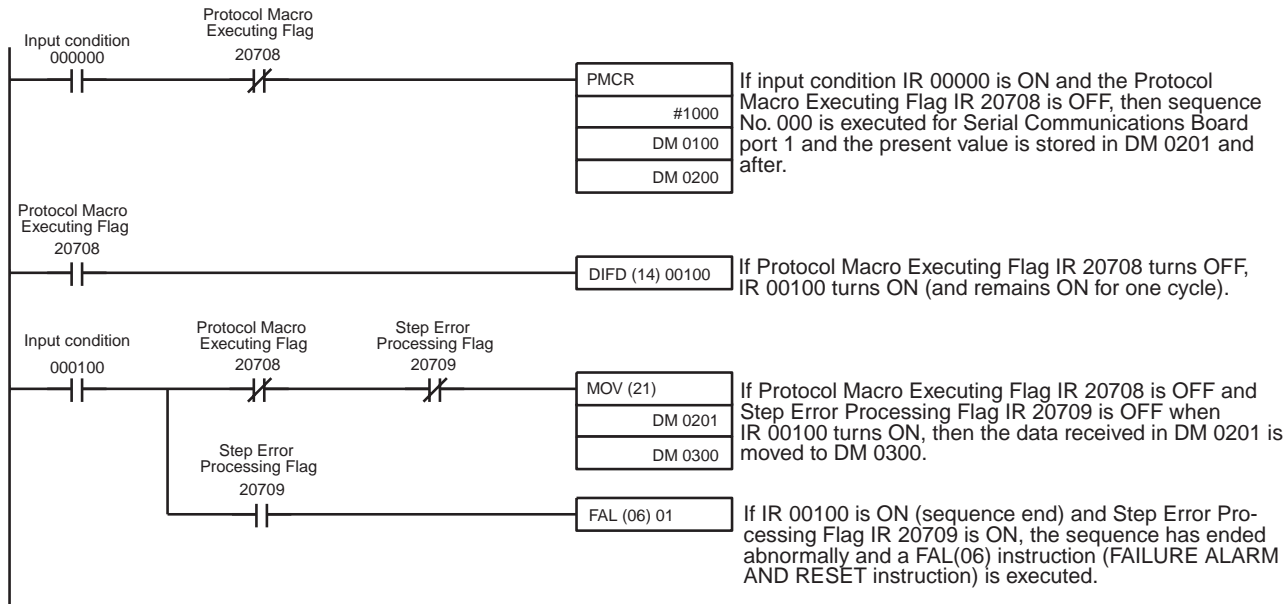 Input condition
000000
Protocol Macro
Executing Flag
20708
PMCR
#1000
DM 0100
DM 0200
If input condition IR 00000 is ON and the Protocol
Macro Executing Flag IR 20708 is OFF, then sequence
No. 000 is executed for Serial Communications Board
port 1 and the present value is stored in DM 0201 and
after.
Protocol Macro
Executing Flag
20708
DIFD (14) 00100
If Protocol Macro Executing Flag IR 20708 turns OFF,
IR 00100 turns ON (and remains ON for one cycle).
Input condition
000100
Protocol Macro
Executing Flag
20708
Step Error
Processing Flag
20709
MOV (21)
DM 0201
DM 0300
If Protocol Macro Executing Flag IR 20708 is OFF and
Step Error Processing Flag IR 20709 is OFF when
IR 00100 turns ON, then the data received in DM 0201 is
moved to DM 0300.
Step Error
Processing Flag
20709
FAL (06) 01
If IR 00100 is ON (sequence end) and Step Error Pro-
cessing Flag IR 20709 is ON, the sequence has ended
abnormally and a FAL(06) instruction (FAILURE ALARM
AND RESET instruction) is executed.